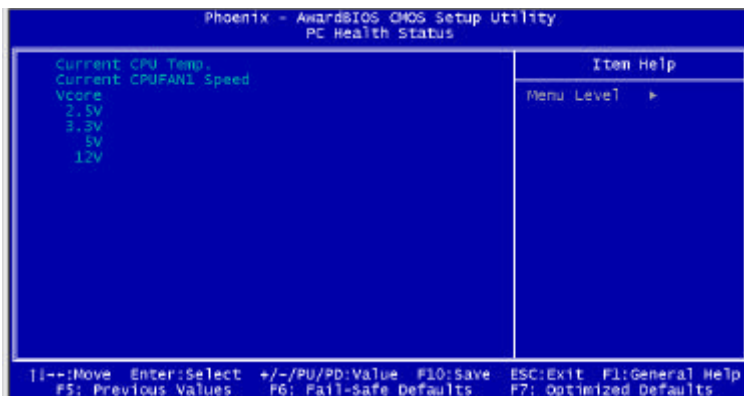 Phoenix - AwardBIOS CMOS Setup Utility
PC Health Status
Current CPU Temp.
Current CPUFAN1 Speed
Vcore
2.5V
3.3V
5V
12V
Item Help
Menu Level ►
↑↓→←:Move Enter:Select +/-/PU/PD:Value F10:Save ESC:Exit F1:General Help
F5: Previous Values F6: Fail-Safe Defaults F7: Optimized Defaults